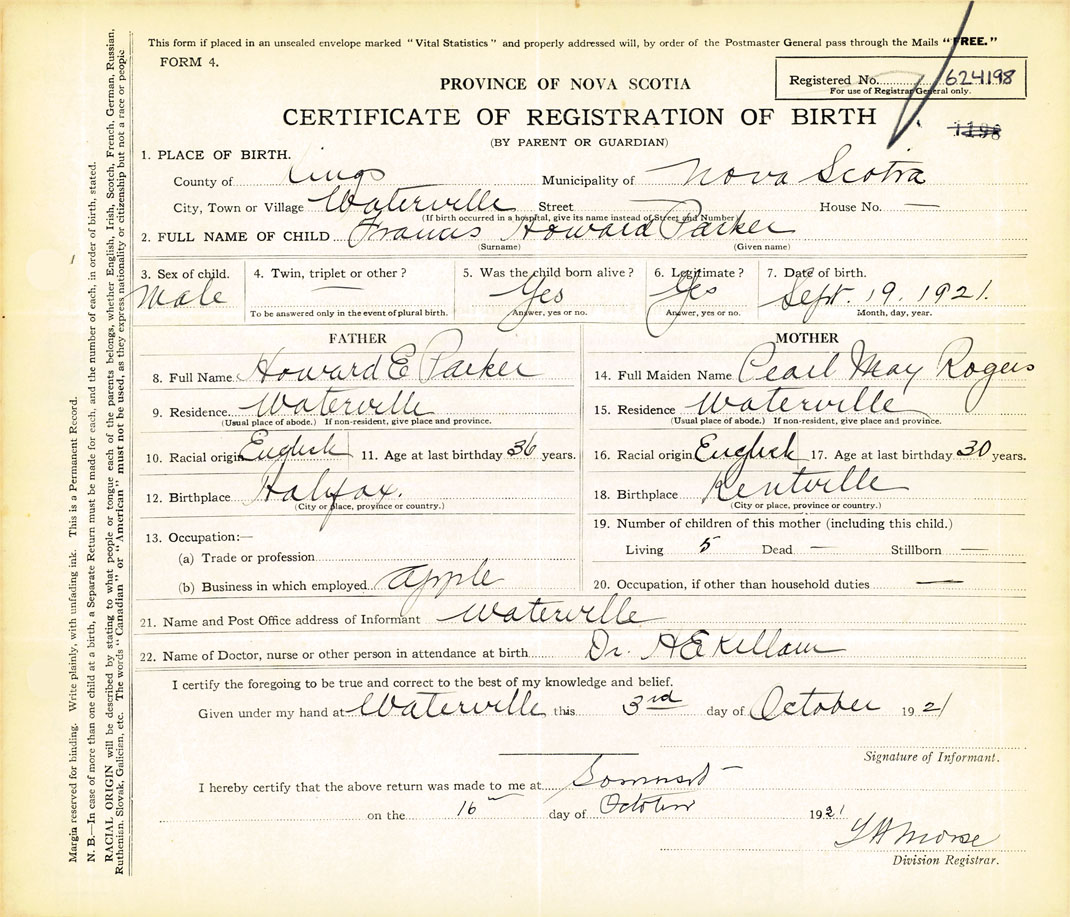 This form if placed in an unsealed envelope marked "Vital Statistics" and properly addressed will, by order of the Postmaster General pass through the Mails "FREE."
FORM 4.
Registered No. 624198
For use of Registrar General only.
PROVINCE OF NOVA SCOTIA
CERTIFICATE OF REGISTRATION OF BIRTH
1198
(BY PARENT OR GUARDIAN)
1. PLACE OF BIRTH.
County of Kings Municipality of Nova Scotia
City, Town or Village Waterville Street House No. —
(If birth occurred in a hospital, give its name instead of Street and Number)
2. FULL NAME OF CHILD Francis Howard Parker
(Surname) (Given name)
3. Sex of child. 4. Twin, triplet or other? 5. Was the child born alive? 6. Legitimate? 7. Date of birth.
Male — Yes Yes Sept. 19. 1921.
To be answered only in the event of plural birth. Answer, yes or no. Answer, yes or no. Month, day, year.
FATHER
8. Full Name Howard E Parker
9. Residence Waterville
(Usual place of abode.) If non-resident, give place and province.
10. Racial origin English 11. Age at last birthday 36 years.
12. Birthplace Halifax.
(City or place, province or country.)
13. Occupation:—
(a) Trade or profession
(b) Business in which employed Apple
MOTHER
14. Full Maiden Name Pearl May Rogers
15. Residence Waterville
(Usual place of abode.) If non-resident, give place and province.
16. Racial origin English 17. Age at last birthday 30 years.
18. Birthplace Kentville
(City or place, province or country.)
19. Number of children of this mother (including this child.)
Living 5 Dead — Stillborn —
20. Occupation, if other than household duties —
21. Name and Post Office address of Informant Waterville
22. Name of Doctor, nurse or other person in attendance at birth Dr. H E Killam
I certify the foregoing to be true and correct to the best of my knowledge and belief.
Given under my hand at Waterville this 3rd day of October 1921
Signature of Informant.
I hereby certify that the above return was made to me at Somerset
on the 16 day of October 1921
Morse
Division Registrar.
Margin reserved for binding. Write plainly, with unfading ink. This is a Permanent Record.
N. B.—In case of more than one child at a birth, a Separate Return must be made for each, and the number of each, in order of birth, stated.
RACIAL ORIGIN will be described by stating to what people or tongue each of the parents belongs, whether English, Irish, Scotch, French, German, Russian,
Ruthenian, Slovak, Galician, etc. The words "Canadian" or "American" must not be used, as they express nationality or citizenship but not a race or people